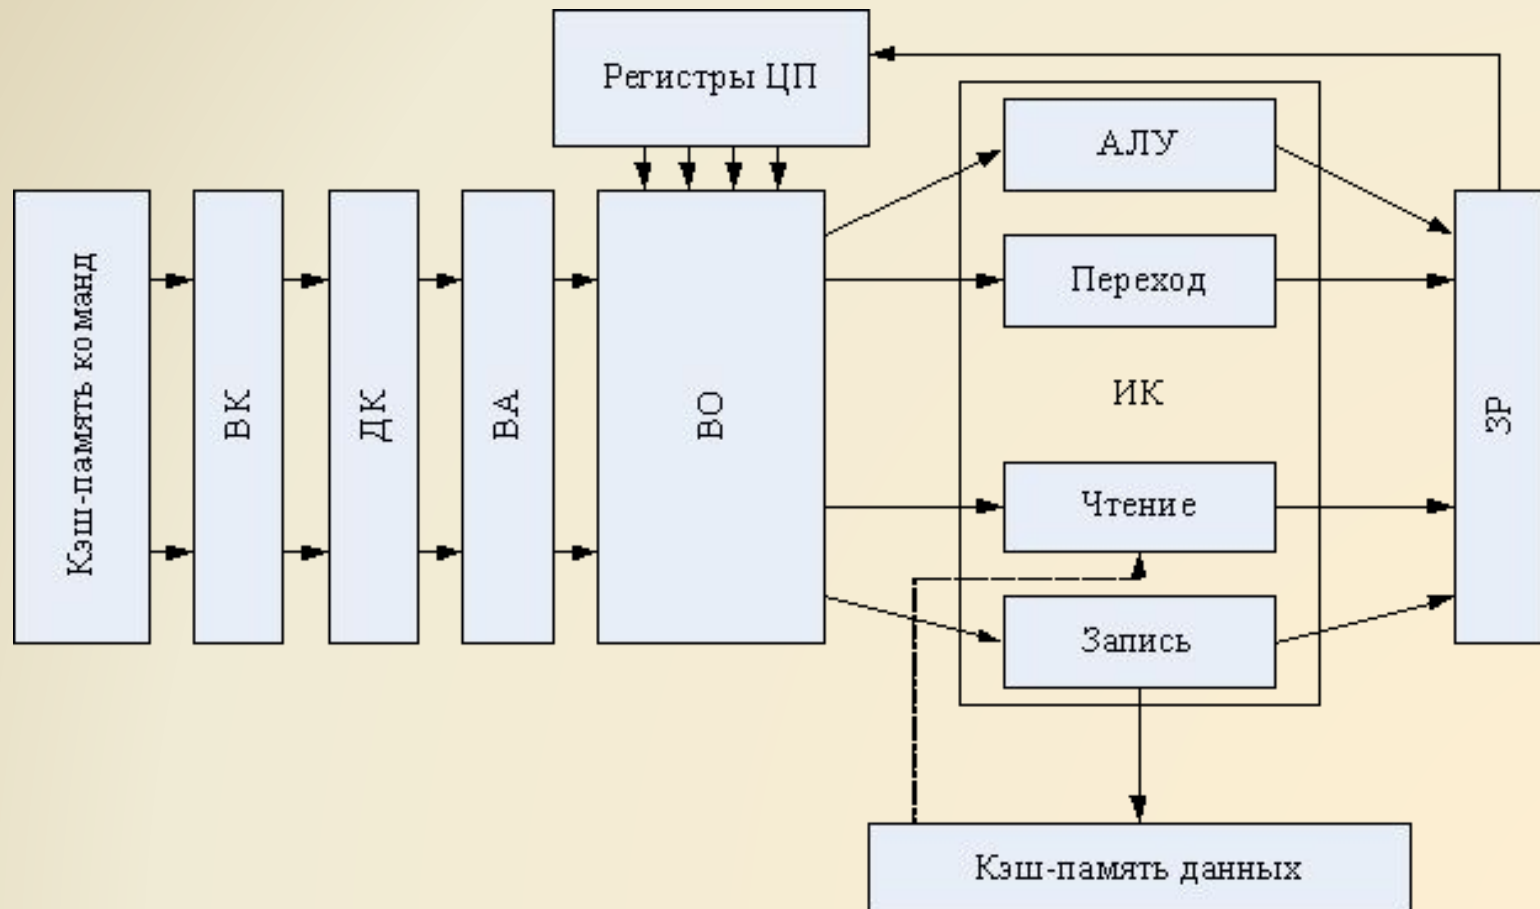 Регистры ЦП
АЛУ
Переход
ИК
Чтение
Запись
Кэш-память команд
ВК
ДК
ВА
ВО
ЗР
Кэш-память данных